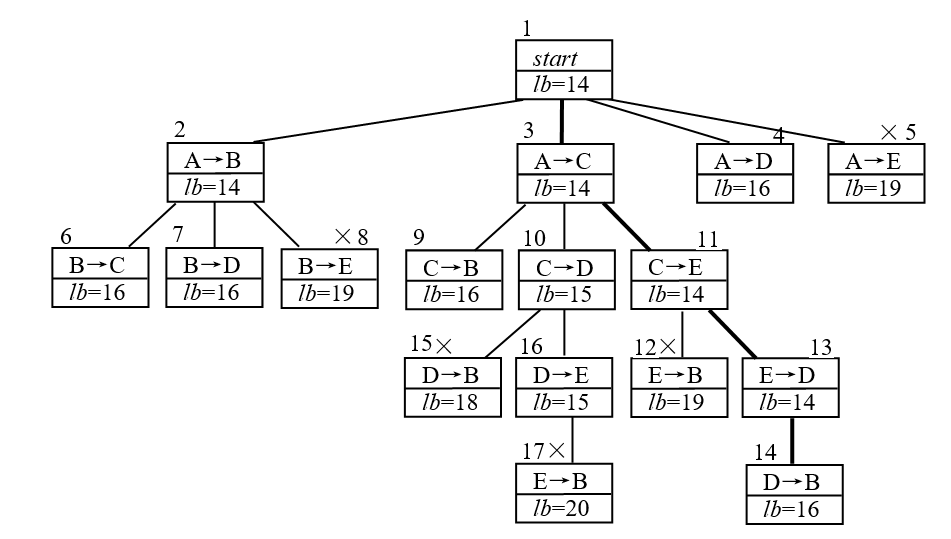 1
start
lb=14
2
A→B
lb=14
3
A→C
lb=14
4
A→D
lb=16
×5
A→E
lb=19
6
B→C
lb=16
7
B→D
lb=16
×8
B→E
lb=19
9
C→B
lb=16
10
C→D
lb=15
11
C→E
lb=14
15×
D→B
lb=18
16
D→E
lb=15
12×
E→B
lb=19
13
E→D
lb=14
17×
E→B
lb=20
14
D→B
lb=16